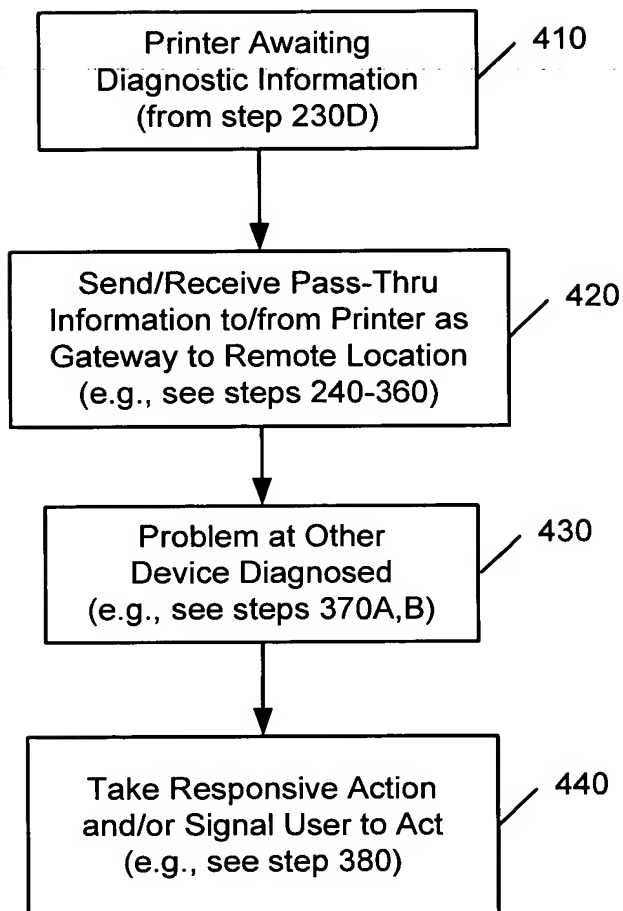 Printer Awaiting
Diagnostic Information
(from step 230D)
410
Send/Receive Pass-Thru
Information to/from Printer as
Gateway to Remote Location
(e.g., see steps 240-360)
420
Problem at Other
Device Diagnosed
(e.g., see steps 370A,B)
430
Take Responsive Action
and/or Signal User to Act
(e.g., see step 380)
440